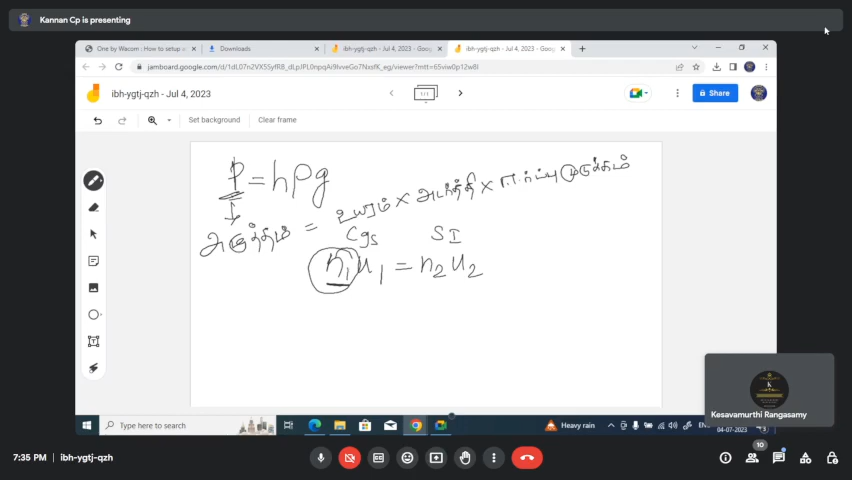 Kannan Cp is presenting
One by Wacom : How to setup
Downloads
ibh-ygtj-qzh - Jul 4, 2023 - Goo
ibh-ygtj-qzh - Jul 4, 2023 - Goo
ibh-ygtj-qzh - Jul 4, 2023
Share
Set background
Clear frame
P = hρg
அழுத்தம் = உயரம் × அடர்த்தி ×
Cgs SI
n₁u₁ = n₂u₂
Kesavamurthi Rangasamy
Type here to search
Heavy rain
04-07-2023
7:35 PM
ibh-ygtj-qzh
10